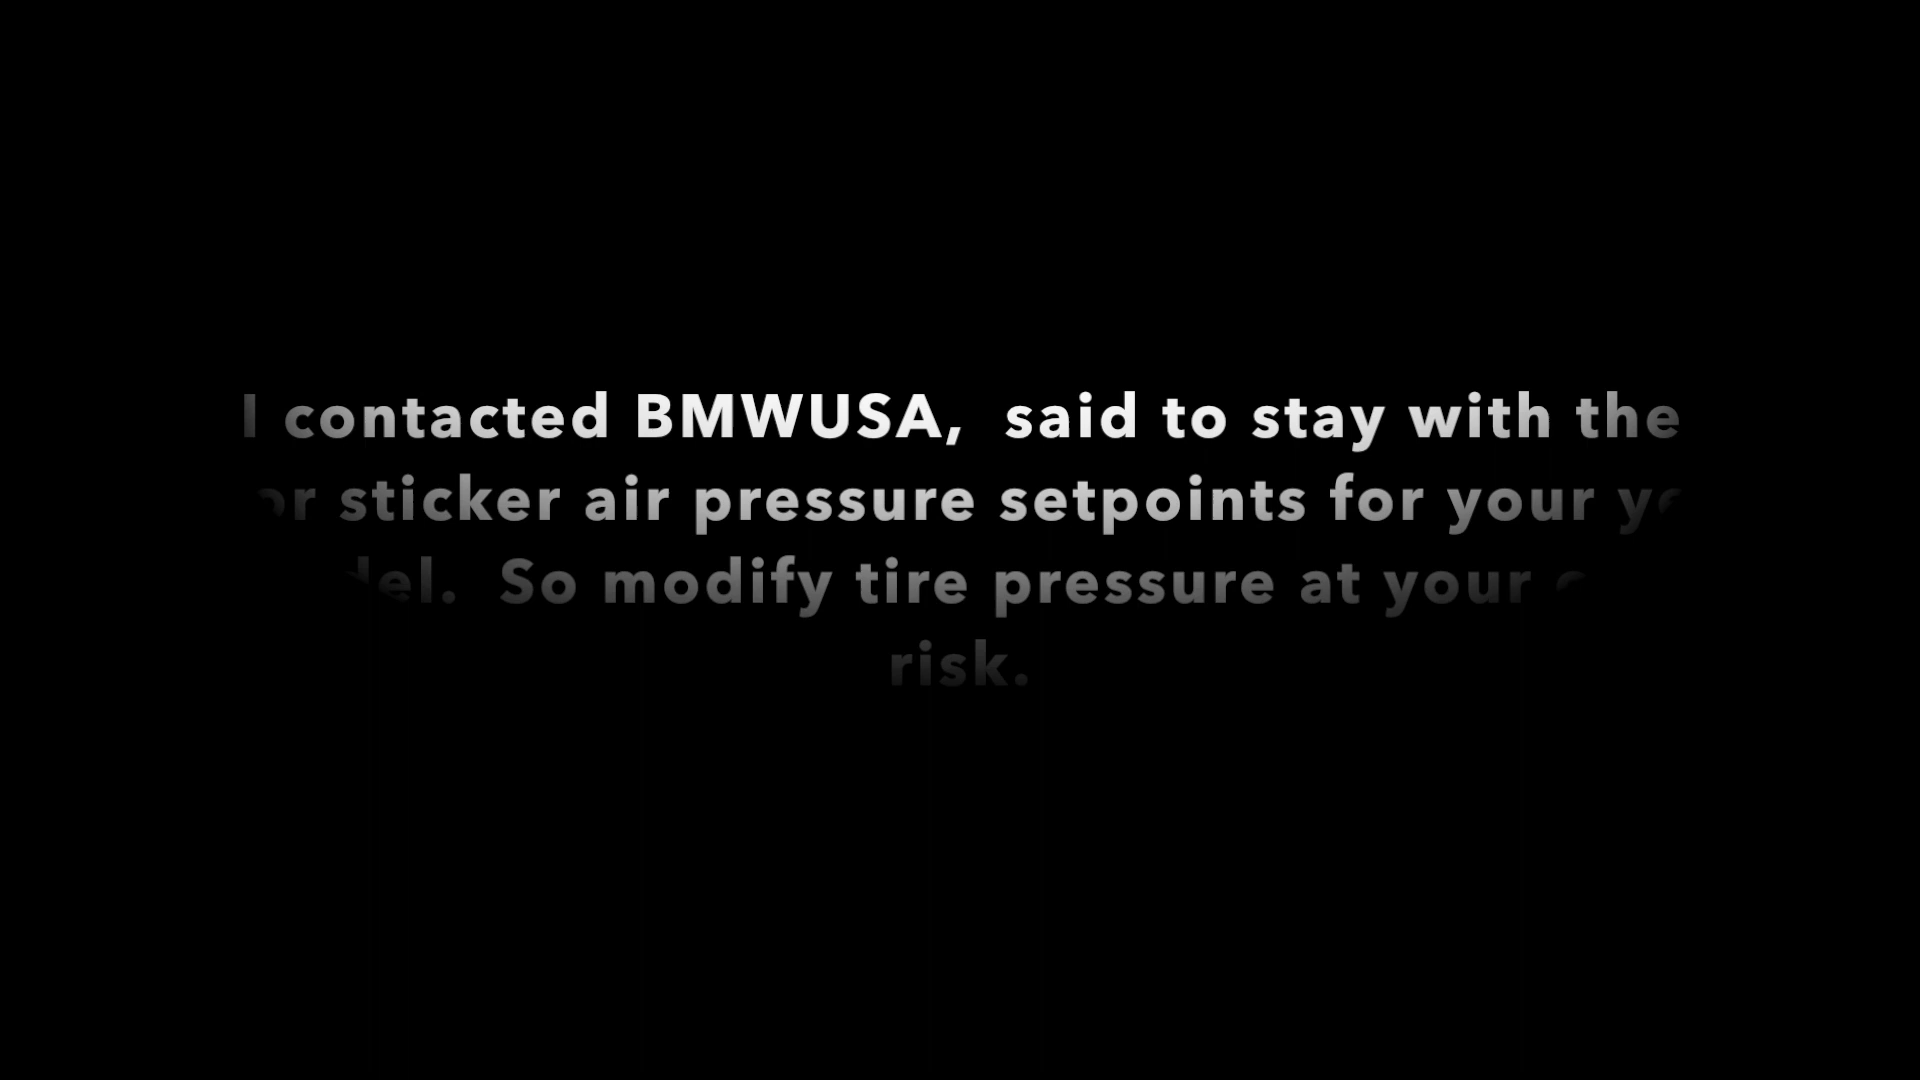 I contacted BMWUSA, said to stay with the
sticker air pressure setpoints for your
So modify tire pressure at your
risk.